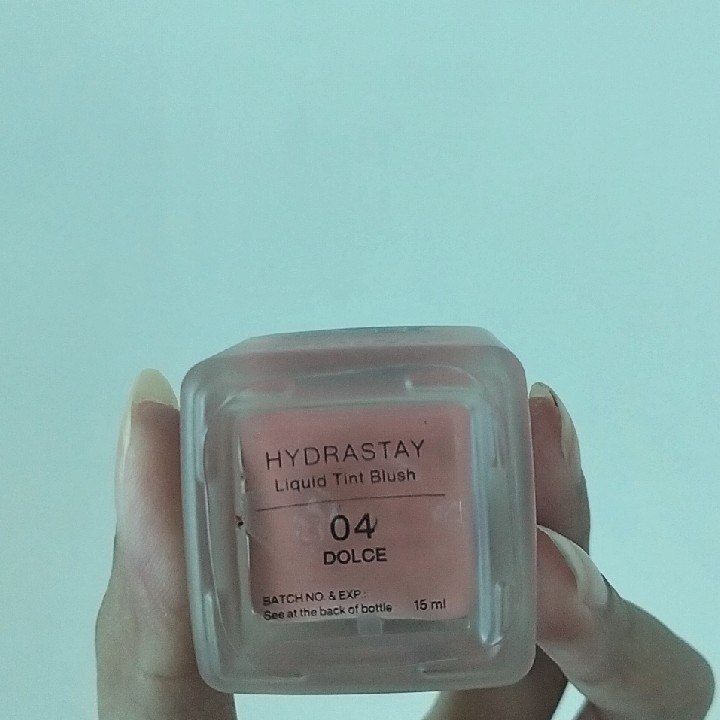 HYDRASTAY
Liquid Tint Blush
04
DOLCE
BATCH NO. & EXP:
See at the back of bottle 15 ml